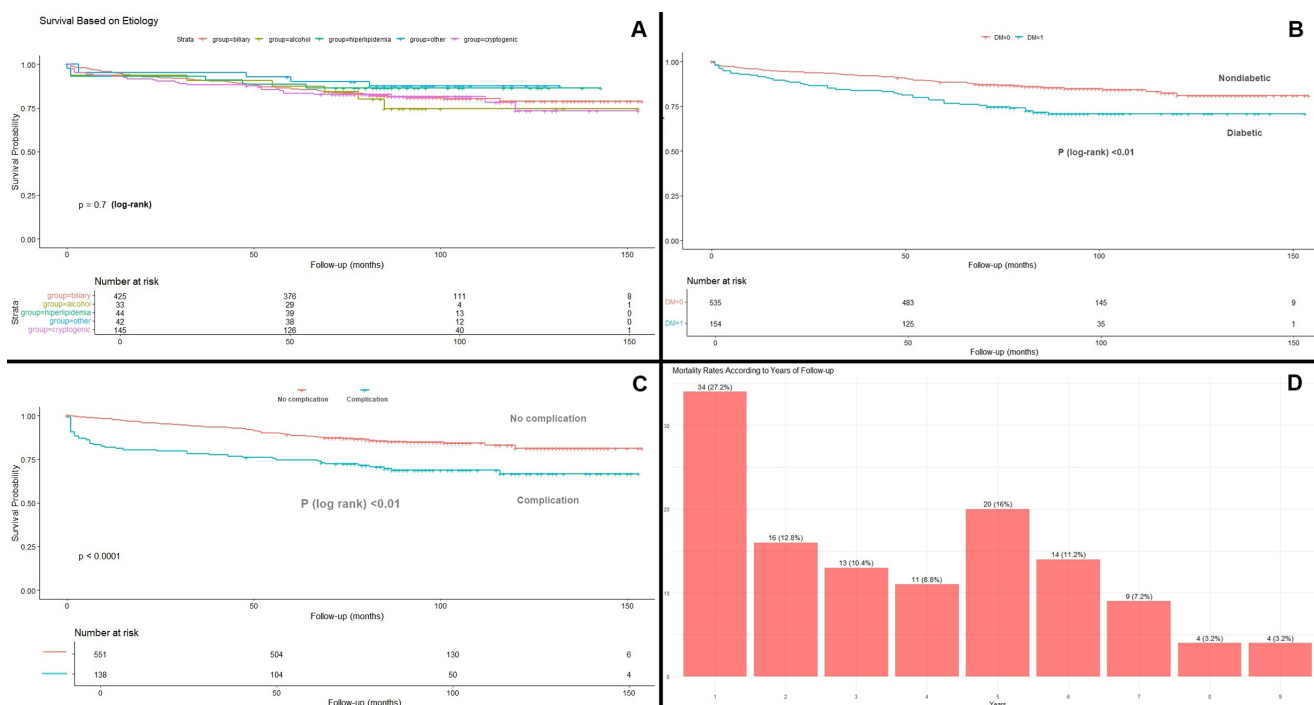 Survival Based on Etiology
A
Strata group=biliary group=alcohol group=hiperlipidemia group=other group=cryptogenic
1.00
0.75
0.50
0.25
0.00
Survival Probability
p = 0.7 (log-rank)
0 50 100 150
Follow-up (months)
Number at risk
Strata
group=biliary 425 376 111 8
group=alcohol 33 29 4 1
group=hiperlipidemia 44 39 13 0
group=other 42 38 12 0
group=cryptogenic 145 126 40 1
0 50 100 150
Follow-up (months)
B
DM=0 DM=1
1.00
0.75
0.50
0.25
0.00
Nondiabetic
Diabetic
P (log-rank) <0.01
0 50 100 150
Follow-up (months)
Number at risk
DM=0 535 483 145 9
DM=1 154 125 35 1
0 50 100 150
Follow-up (months)
C
No complication Complication
1.00
0.75
0.50
0.25
0.00
Survival Probability
No complication
Complication
P (log rank) <0.01
p < 0.0001
0 50 100 150
Follow-up (months)
Number at risk
551 504 130 6
138 104 50 4
0 50 100 150
Follow-up (months)
Mortality Rates According to Years of Follow-up
D
34 (27.2%)
16 (12.8%)
13 (10.4%)
11 (8.8%)
20 (16%)
14 (11.2%)
9 (7.2%)
4 (3.2%)
4 (3.2%)
0
1 2 3 4 5 6 7 8 9
Years